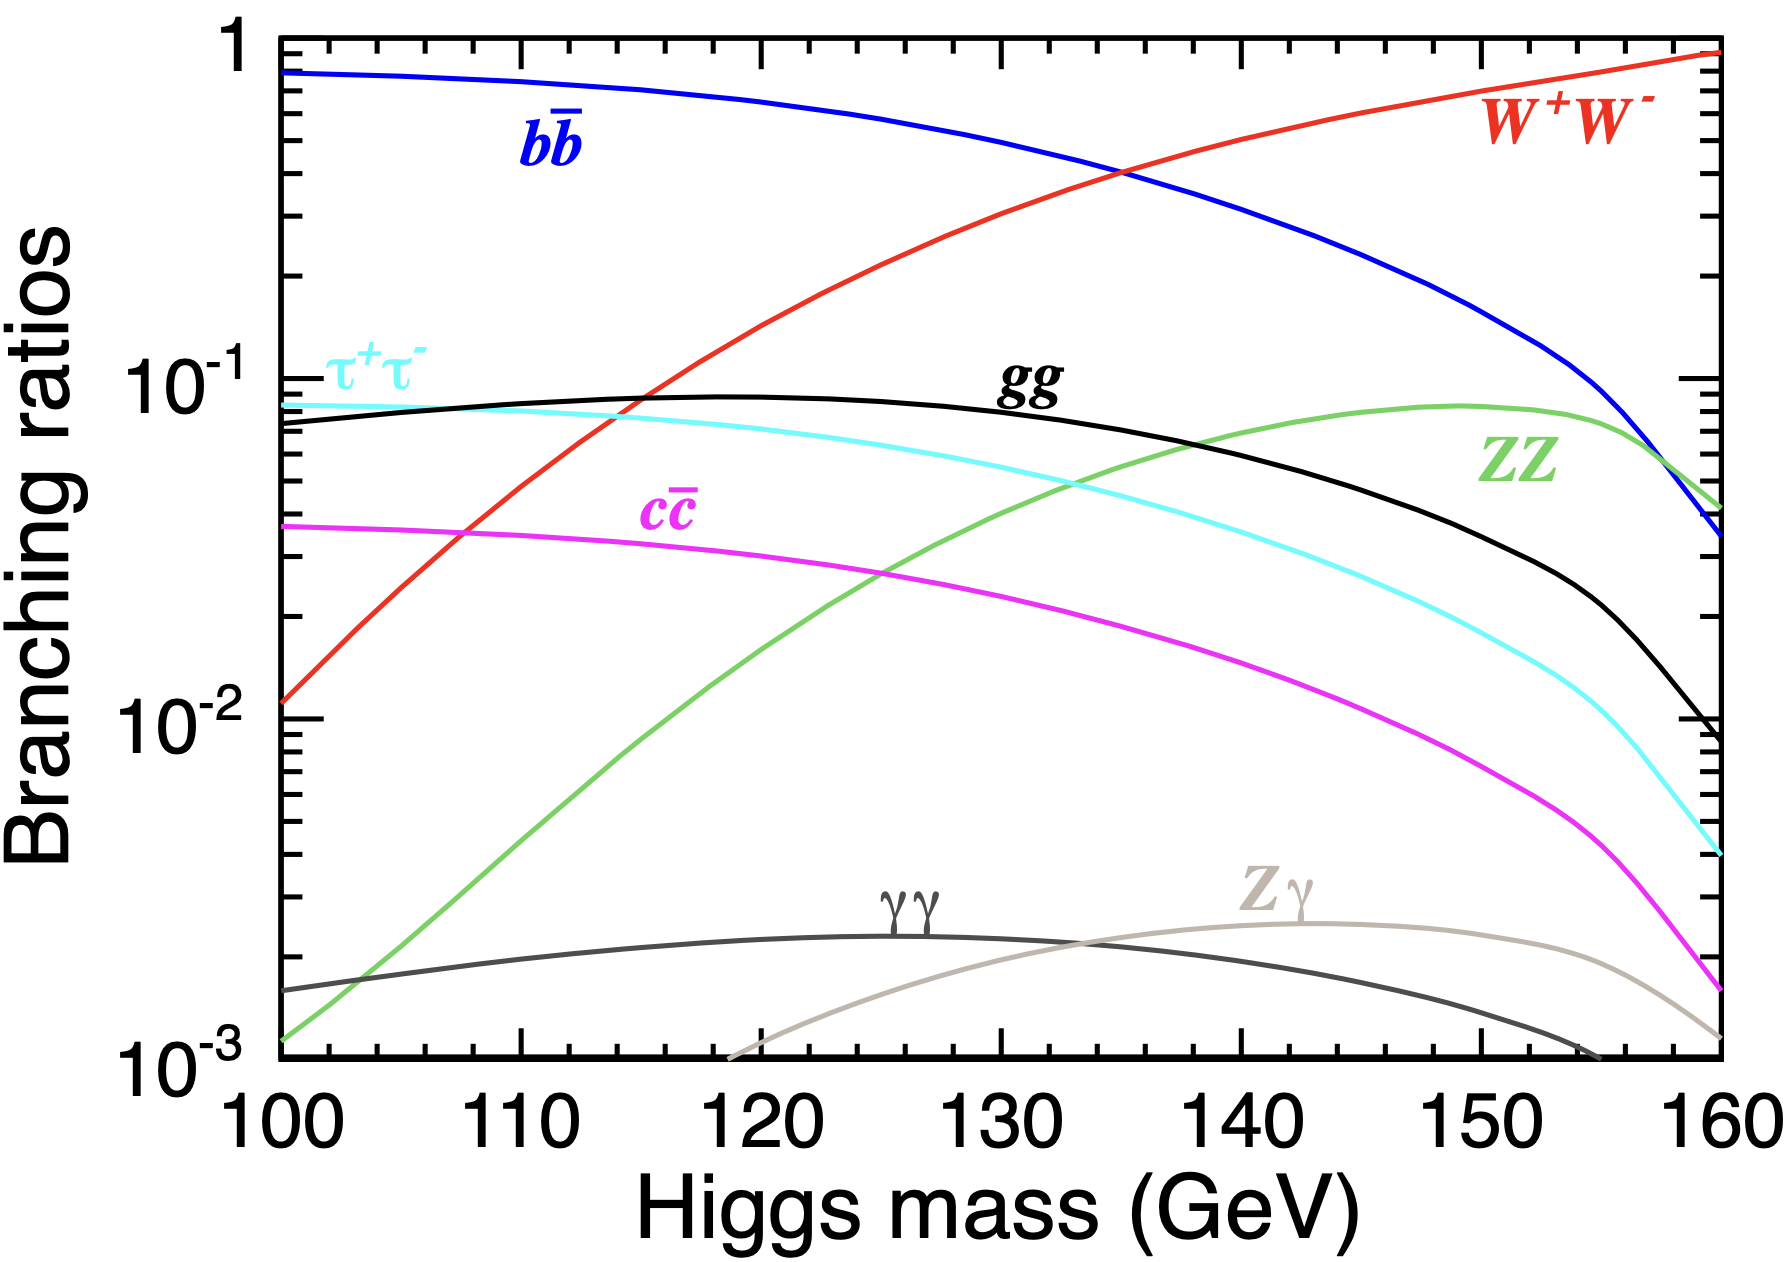 1
W⁺W⁻
bb̅
τ⁺τ⁻
gg
10⁻¹
ZZ
cc̅
10⁻²
Zγ
γγ
10⁻³
100 110 120 130 140 150 160
Higgs mass (GeV)
Branching ratios